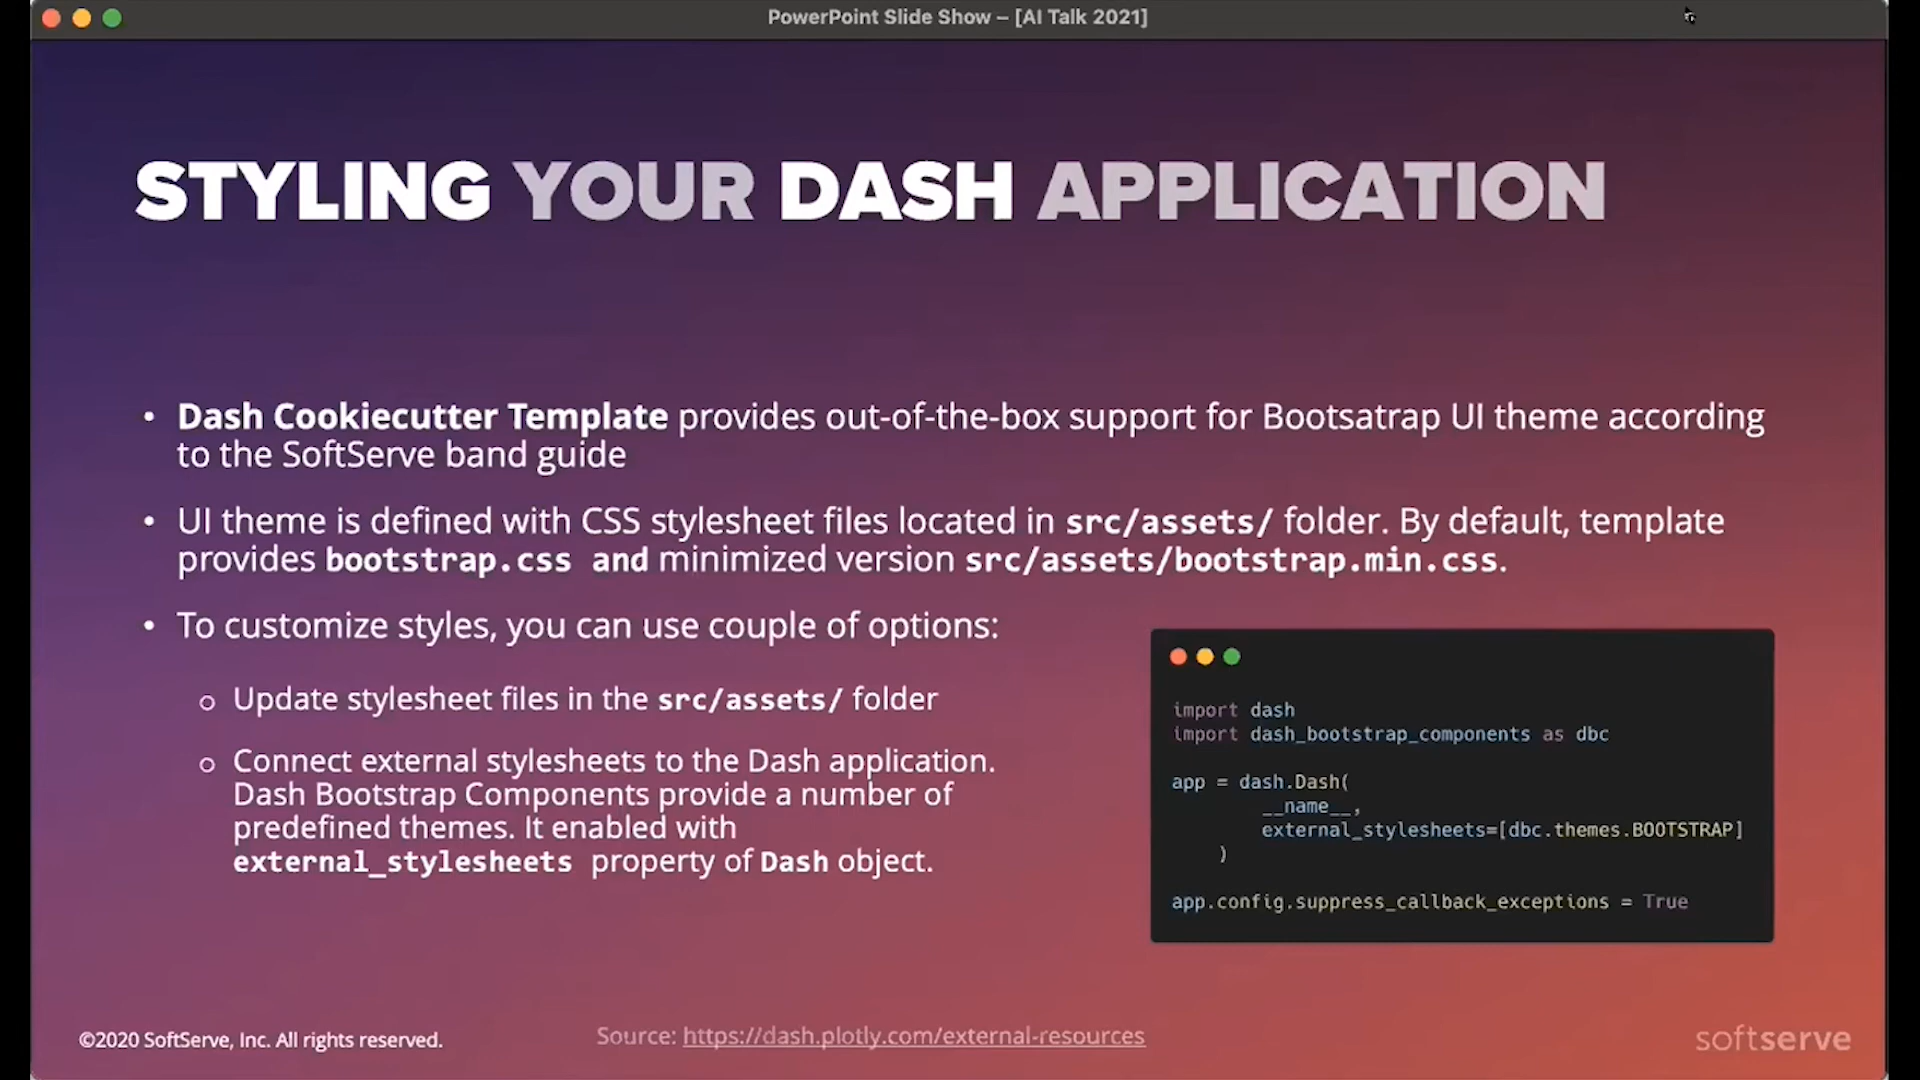 PowerPoint Slide Show – [AI Talk 2021]
STYLING YOUR DASH APPLICATION
• Dash Cookiecutter Template provides out-of-the-box support for Bootsatrap UI theme according
to the SoftServe band guide
• UI theme is defined with CSS stylesheet files located in src/assets/ folder. By default, template
provides bootstrap.css and minimized version src/assets/bootstrap.min.css.
• To customize styles, you can use couple of options:
o Update stylesheet files in the src/assets/ folder
o Connect external stylesheets to the Dash application.
Dash Bootstrap Components provide a number of
predefined themes. It enabled with
external_stylesheets property of Dash object.
import dash
import dash_bootstrap_components as dbc
app = dash.Dash(
__name__,
external_stylesheets=[dbc.themes.BOOTSTRAP]
)
app.config.suppress_callback_exceptions = True
©2020 SoftServe, Inc. All rights reserved.
Source: https://dash.plotly.com/external-resources
softserve